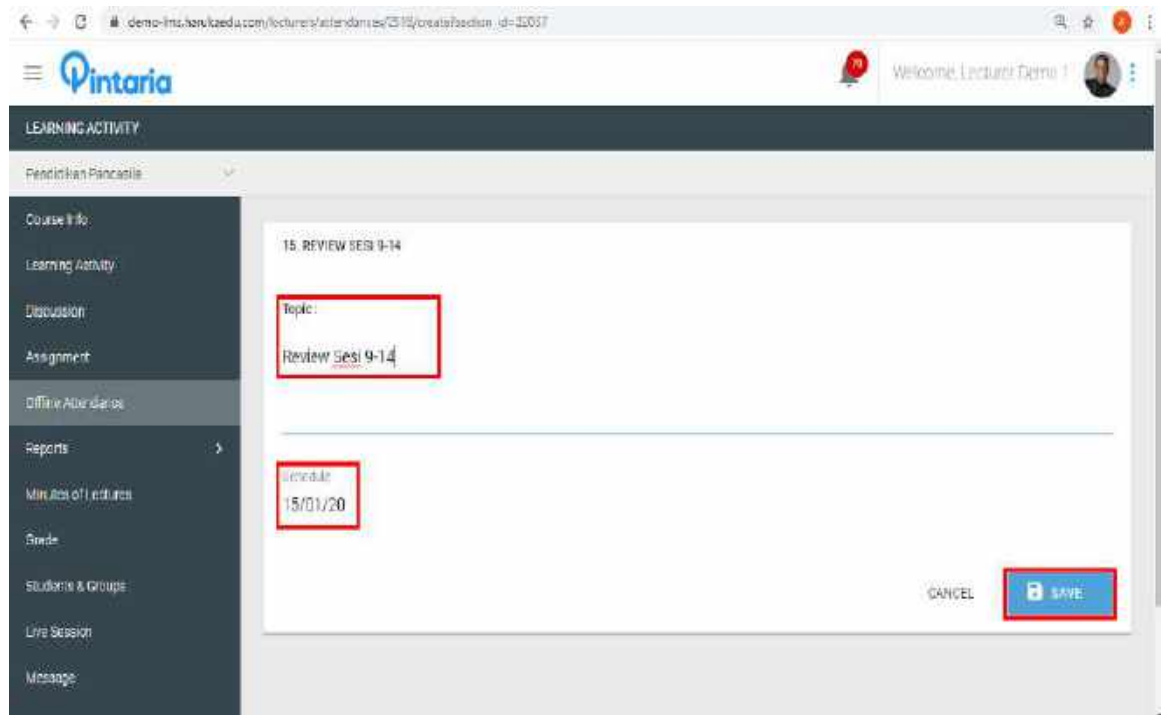 Pintaria
Welcome, Lecturer Demo 1
LEARNING ACTIVITY
Pendidikan Pancasila
Course Info
Learning Activity
Discussion
Assignment
Offline Attendance
Reports
Minutes of Lectures
Grade
Students & Groups
Live Session
Message
15. REVIEW SESI 9-14
Topic :
Review Sesi 9-14
Schedule
15/01/20
CANCEL
SAVE